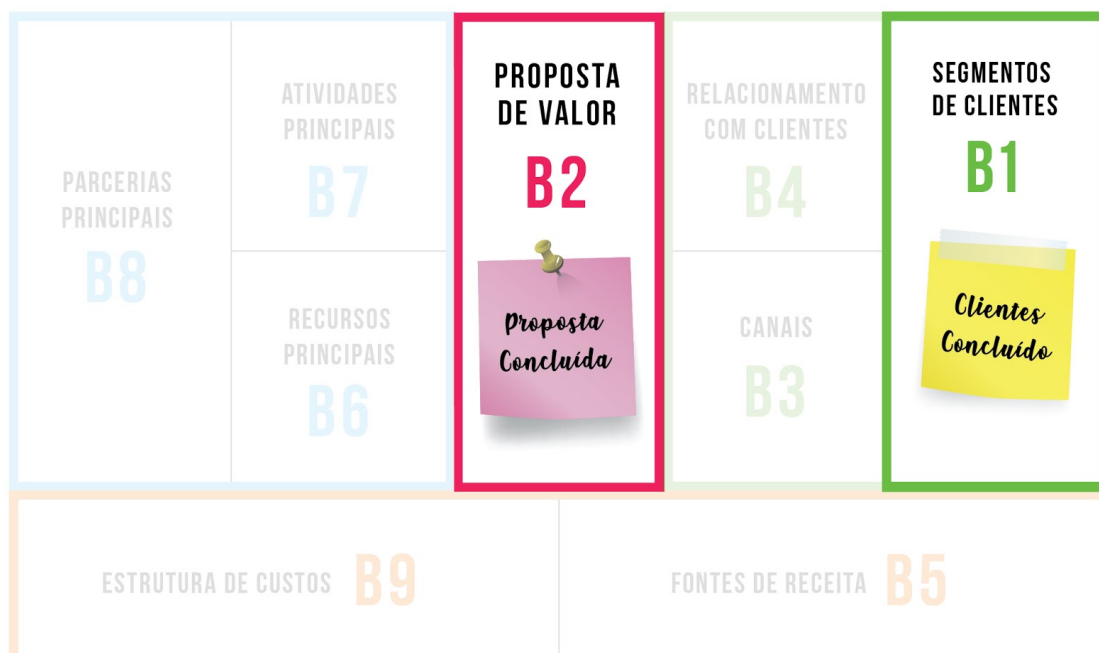 PARCERIAS
PRINCIPAIS
B8
ATIVIDADES
PRINCIPAIS
B7
RECURSOS
PRINCIPAIS
B6
PROPOSTA
DE VALOR
B2
Proposta
Concluída
RELACIONAMENTO
COM CLIENTES
B4
CANAIS
B3
SEGMENTOS
DE CLIENTES
B1
Clientes
Concluído
ESTRUTURA DE CUSTOS B9
FONTES DE RECEITA B5